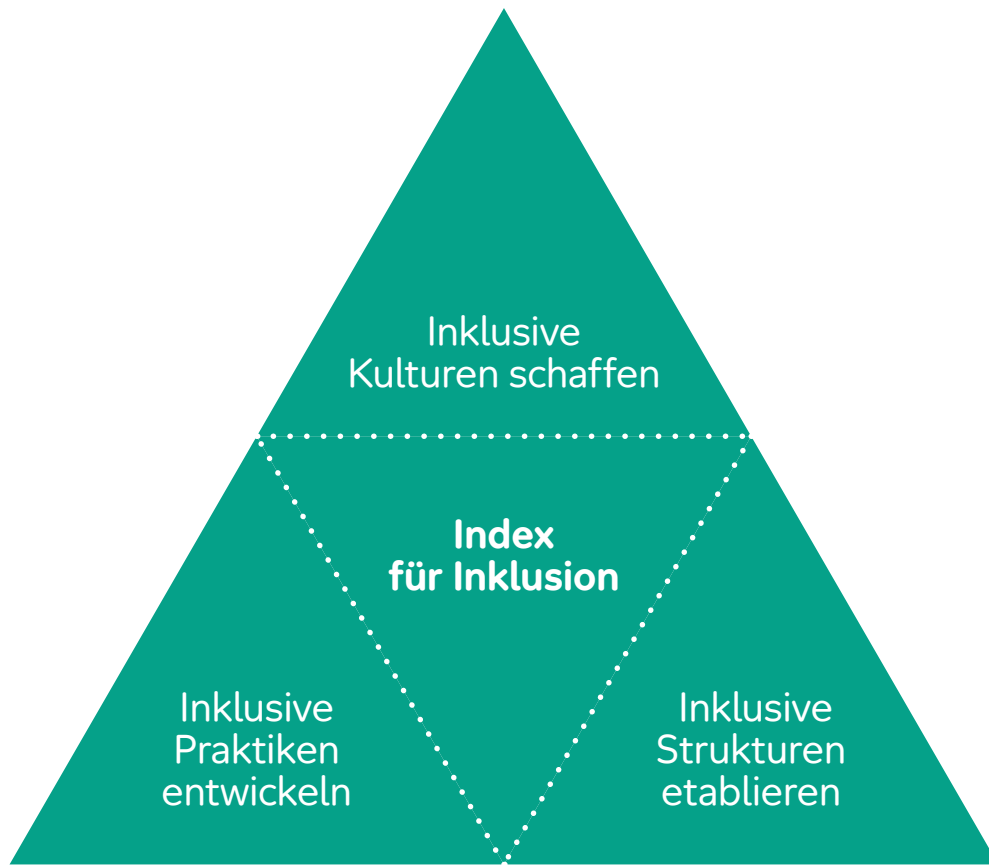 Inklusive
Kulturen schaffen
Index
für Inklusion
Inklusive
Praktiken
entwickeln
Inklusive
Strukturen
etablieren